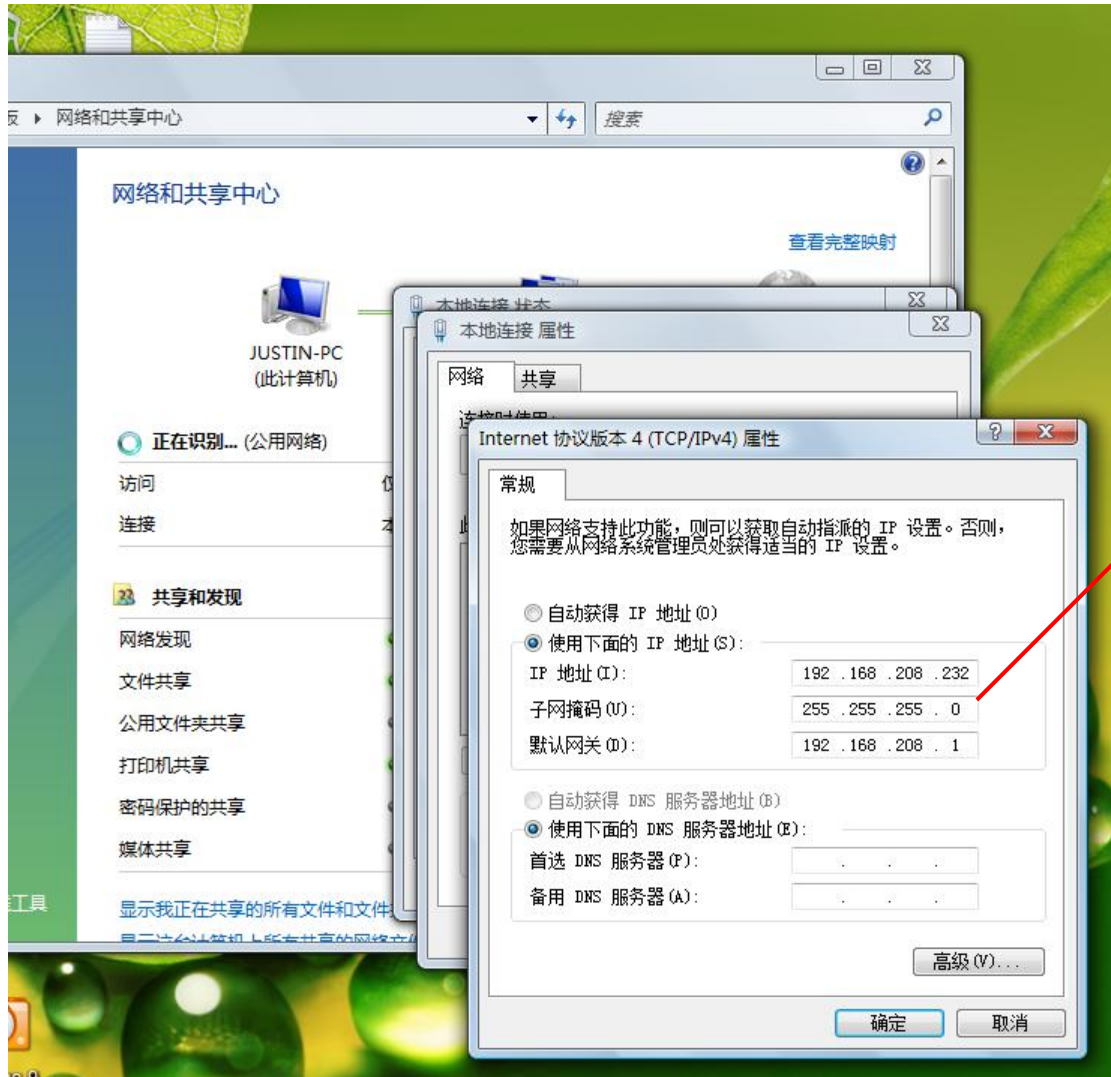 网络和共享中心
搜索
网络和共享中心
查看完整映射
JUSTIN-PC
(此计算机)
正在识别... (公用网络)
访问
连接
共享和发现
网络发现
文件共享
公用文件夹共享
打印机共享
密码保护的共享
媒体共享
工具
显示我正在共享的所有文件和文件
本地连接 状态
本地连接 属性
网络
共享
连接时使用:
Internet 协议版本 4 (TCP/IPv4) 属性
常规
如果网络支持此功能，则可以获取自动指派的 IP 设置。否则，
您需要从网络系统管理员处获得适当的 IP 设置。
自动获得 IP 地址(O)
使用下面的 IP 地址(S):
IP 地址(I): 192 .168 .208 .232
子网掩码(U): 255 .255 .255 . 0
默认网关(D): 192 .168 .208 . 1
自动获得 DNS 服务器地址(B)
使用下面的 DNS 服务器地址(E):
首选 DNS 服务器(P): . . .
备用 DNS 服务器(A): . . .
高级(V)...
确定
取消